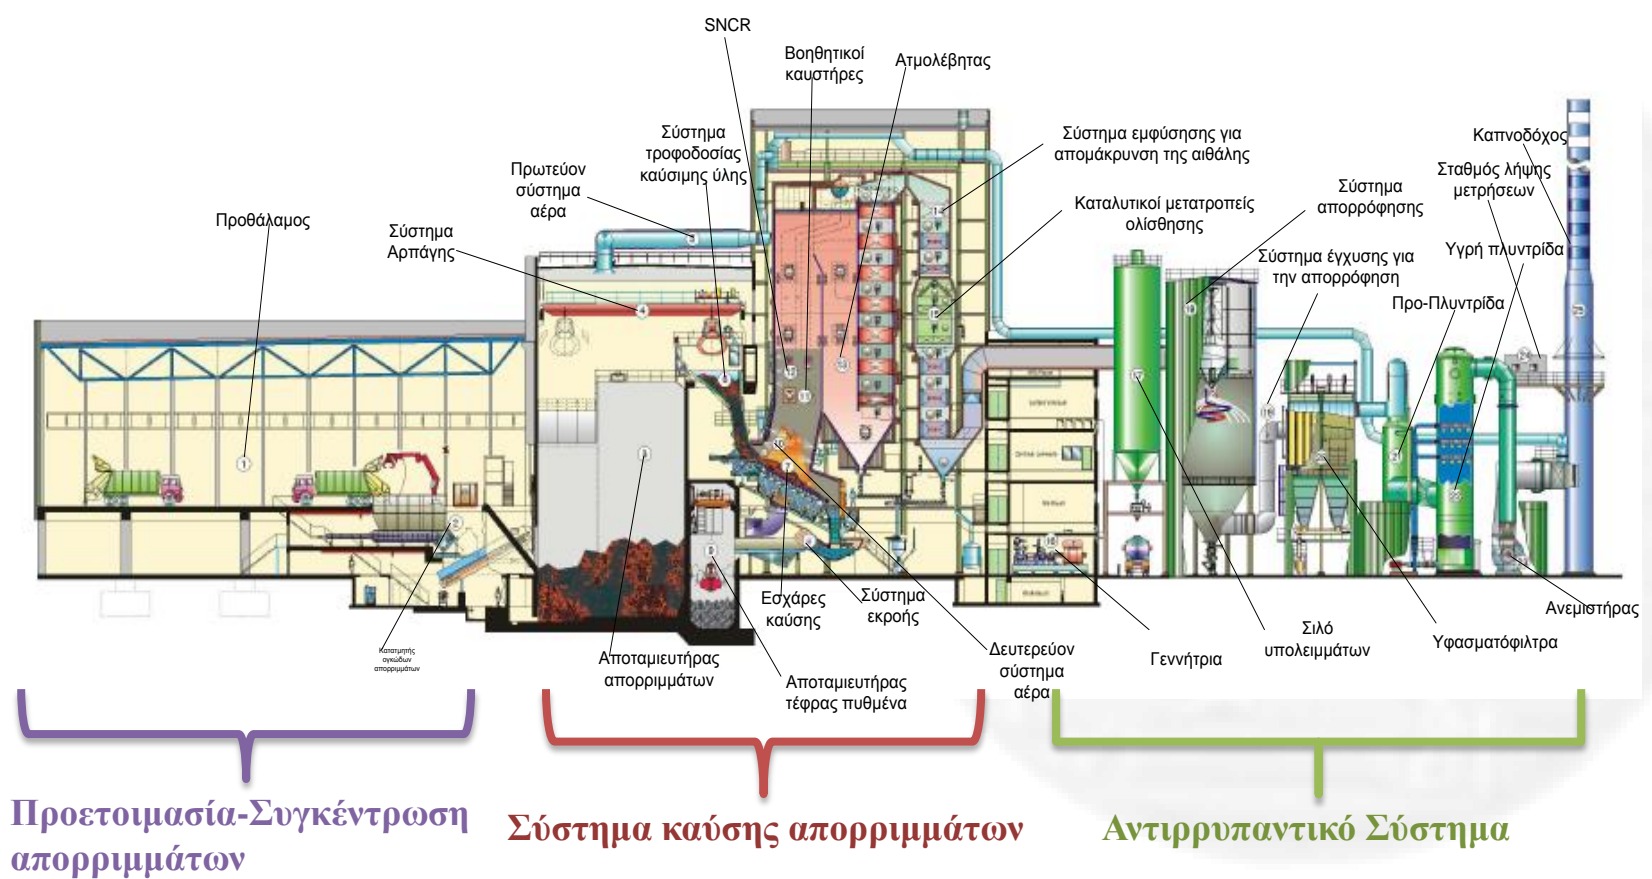 SNCR
Βοηθητικοί
καυστήρες
Ατμολέβητας
Σύστημα
τροφοδοσίας
καύσιμης ύλης
Σύστημα εμφύσησης για
απομάκρυνση της αιθάλης
Καπνοδόχος
Σταθμός λήψης
μετρήσεων
Πρωτεύον
σύστημα
αέρα
Σύστημα
απορρόφησης
Καταλυτικοί μετατροπείς
ολίσθησης
Προθάλαμος
Σύστημα
Αρπάγης
Υγρή πλυντρίδα
Σύστημα έγχυσης για
την απορρόφηση
Προ-Πλυντρίδα
Εσχάρες
καύσης
Σύστημα
εκροής
Ανεμιστήρας
Κατατμητής
ογκώδων
απορριμμάτων
Αποταμιευτήρας
απορριμμάτων
Αποταμιευτήρας
τέφρας πυθμένα
Δευτερεύον
σύστημα
αέρα
Γεννήτρια
Σιλό
υπολειμμάτων
Υφασματόφιλτρα
Προετοιμασία-Συγκέντρωση
απορριμμάτων
Σύστημα καύσης απορριμμάτων
Αντιρρυπαντικό Σύστημα